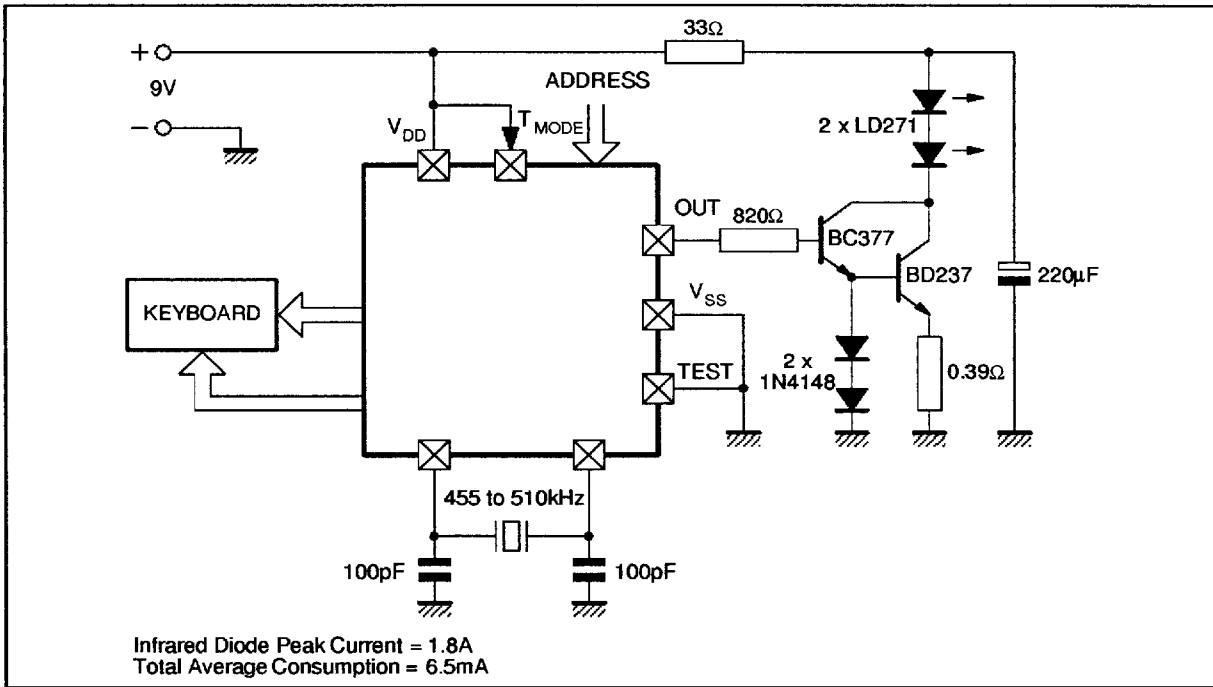 33Ω
+
9V
−
ADDRESS
V_DD
T_MODE
2 x LD271
OUT
820Ω
BC377
BD237
220µF
V_SS
KEYBOARD
TEST
2 x
1N4148
0.39Ω
455 to 510kHz
100pF
100pF
Infrared Diode Peak Current = 1.8A
Total Average Consumption = 6.5mA